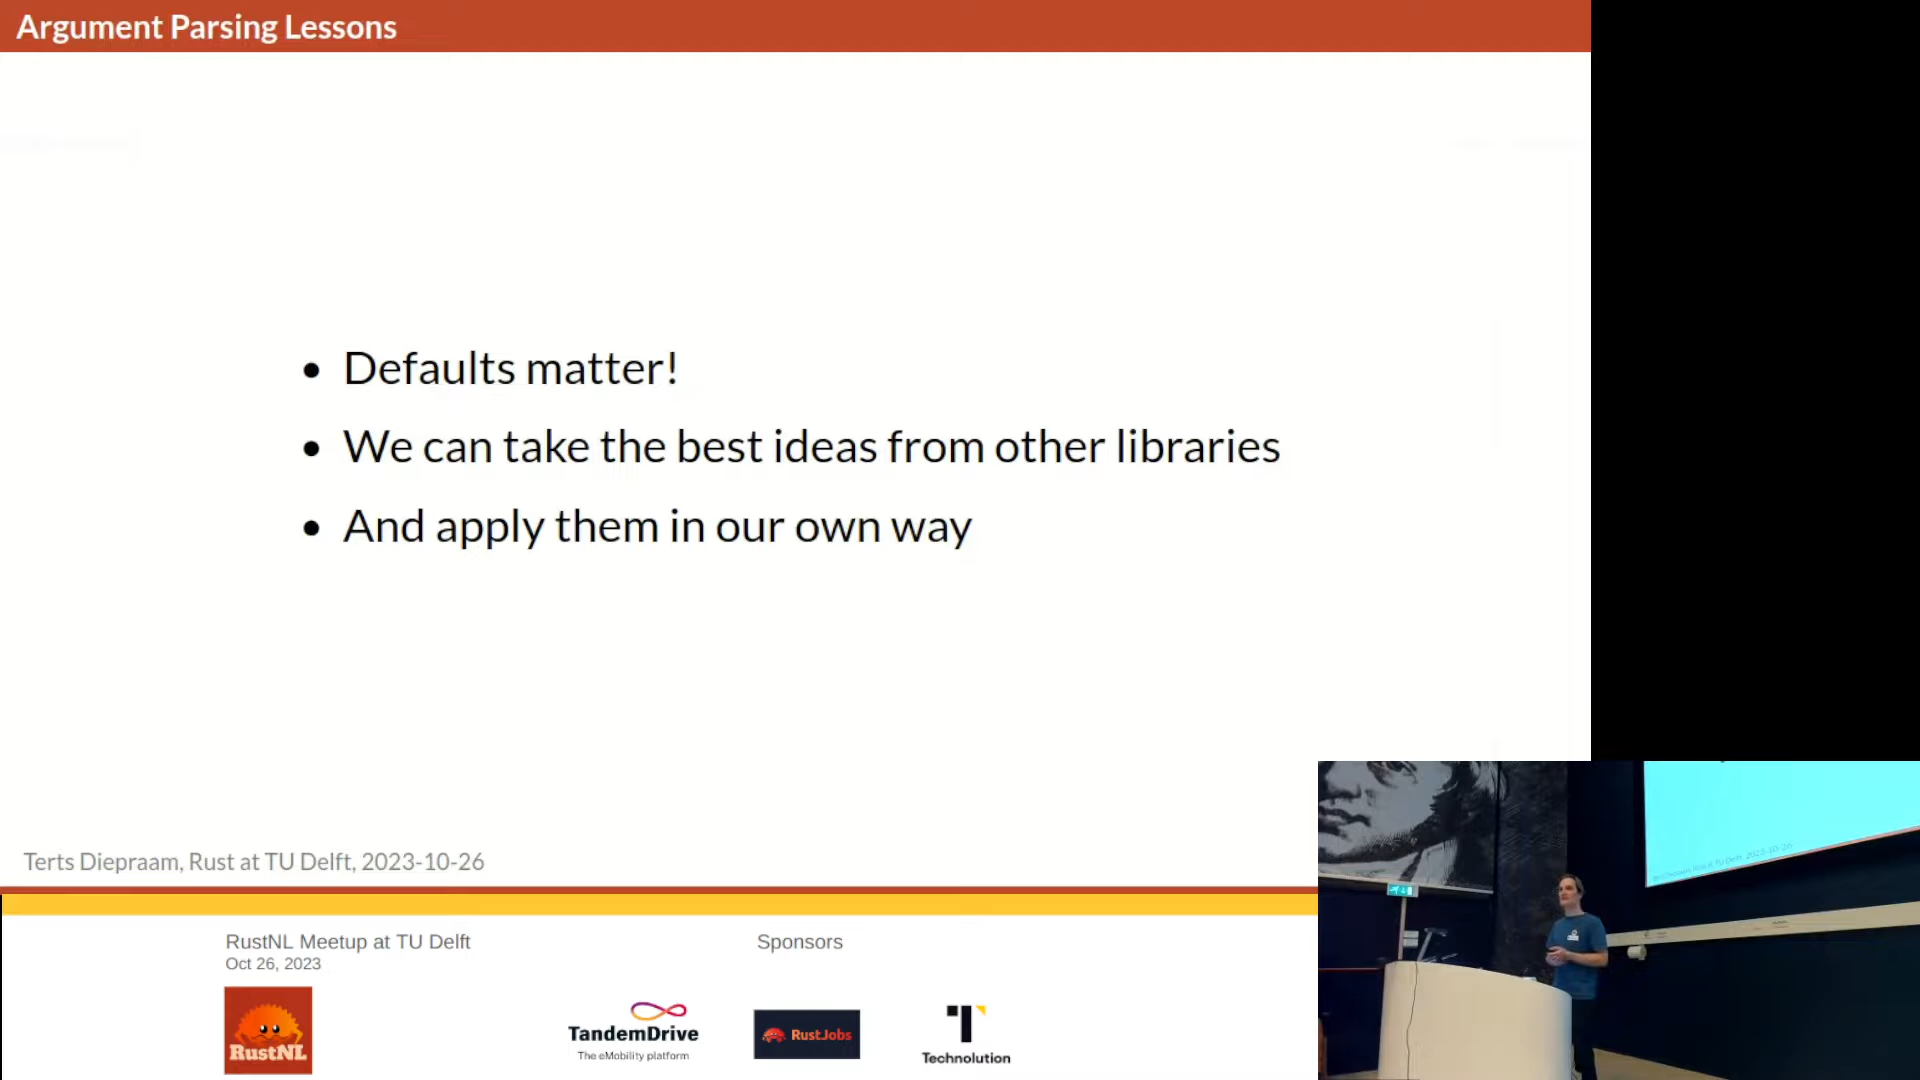 Argument Parsing Lessons
• Defaults matter!
• We can take the best ideas from other libraries
• And apply them in our own way
Terts Diepraam, Rust at TU Delft, 2023-10-26
RustNL Meetup at TU Delft
Oct 26, 2023
Sponsors
RustNL
TandemDrive
The eMobility platform
RustJobs
Technolution